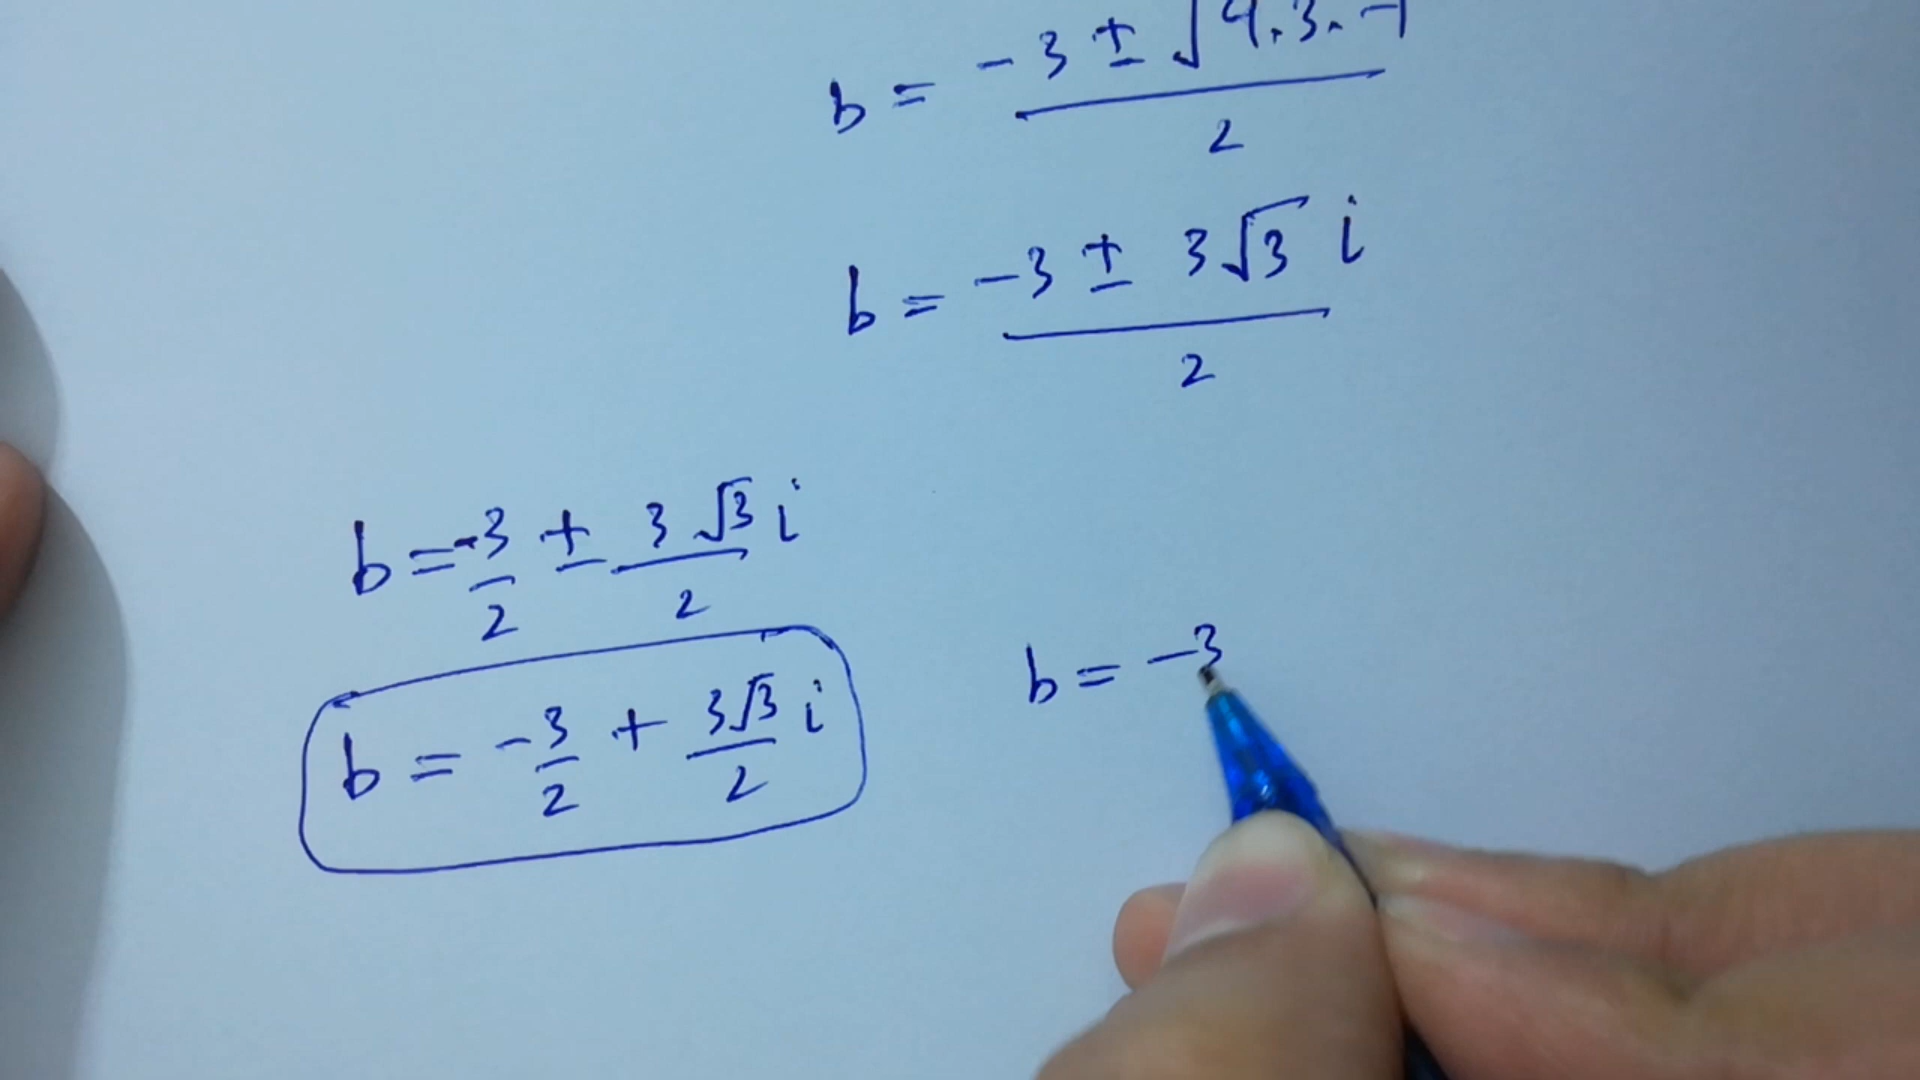 b = -3 ± √9.3.-1 / 2
b = -3 ± 3√3 i / 2
b = -3/2 ± 3√3/2 i
b = -3/2 + 3√3/2 i
b = -3